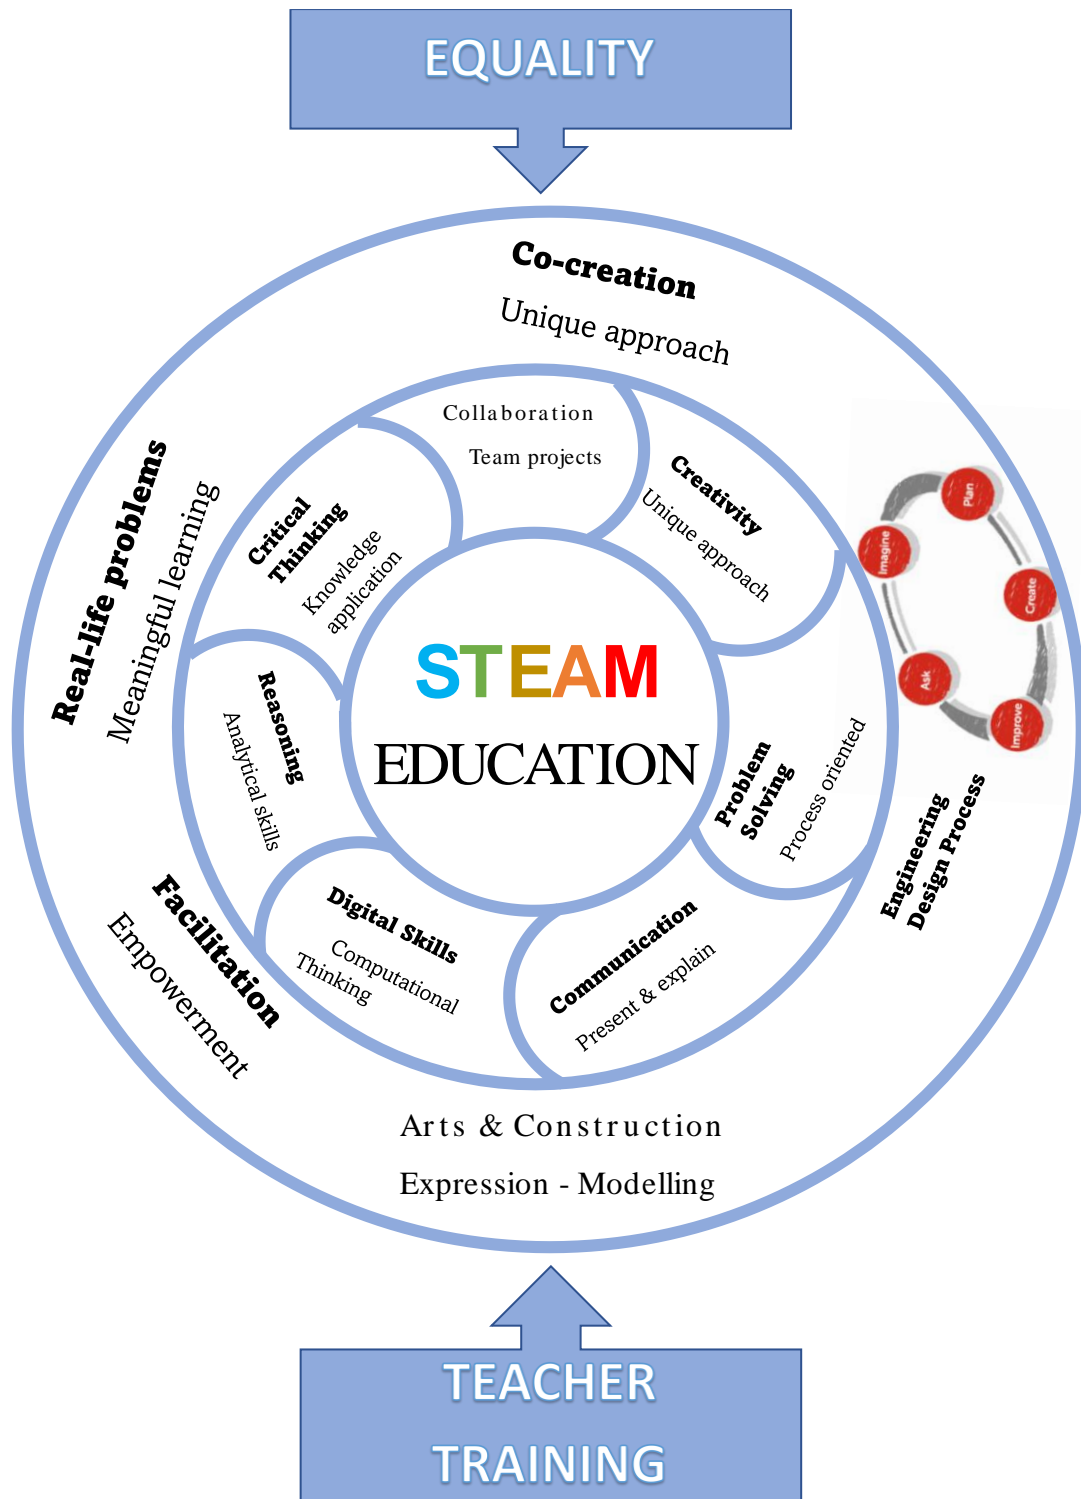 EQUALITY
Co-creation
Unique approach
Collaboration
Team projects
Creativity
Unique approach
Critical
Thinking
Knowledge
application
Real-life problems
Meaningful learning
Plan
Imagine
Create
Ask
Improve
STEAM
EDUCATION
Reasoning
Analytical skills
Problem
Solving
Process oriented
Engineering
Design Process
Facilitation
Empowerment
Digital Skills
Computational
Thinking
Communication
Present & explain
Arts & Construction
Expression - Modelling
TEACHER
TRAINING